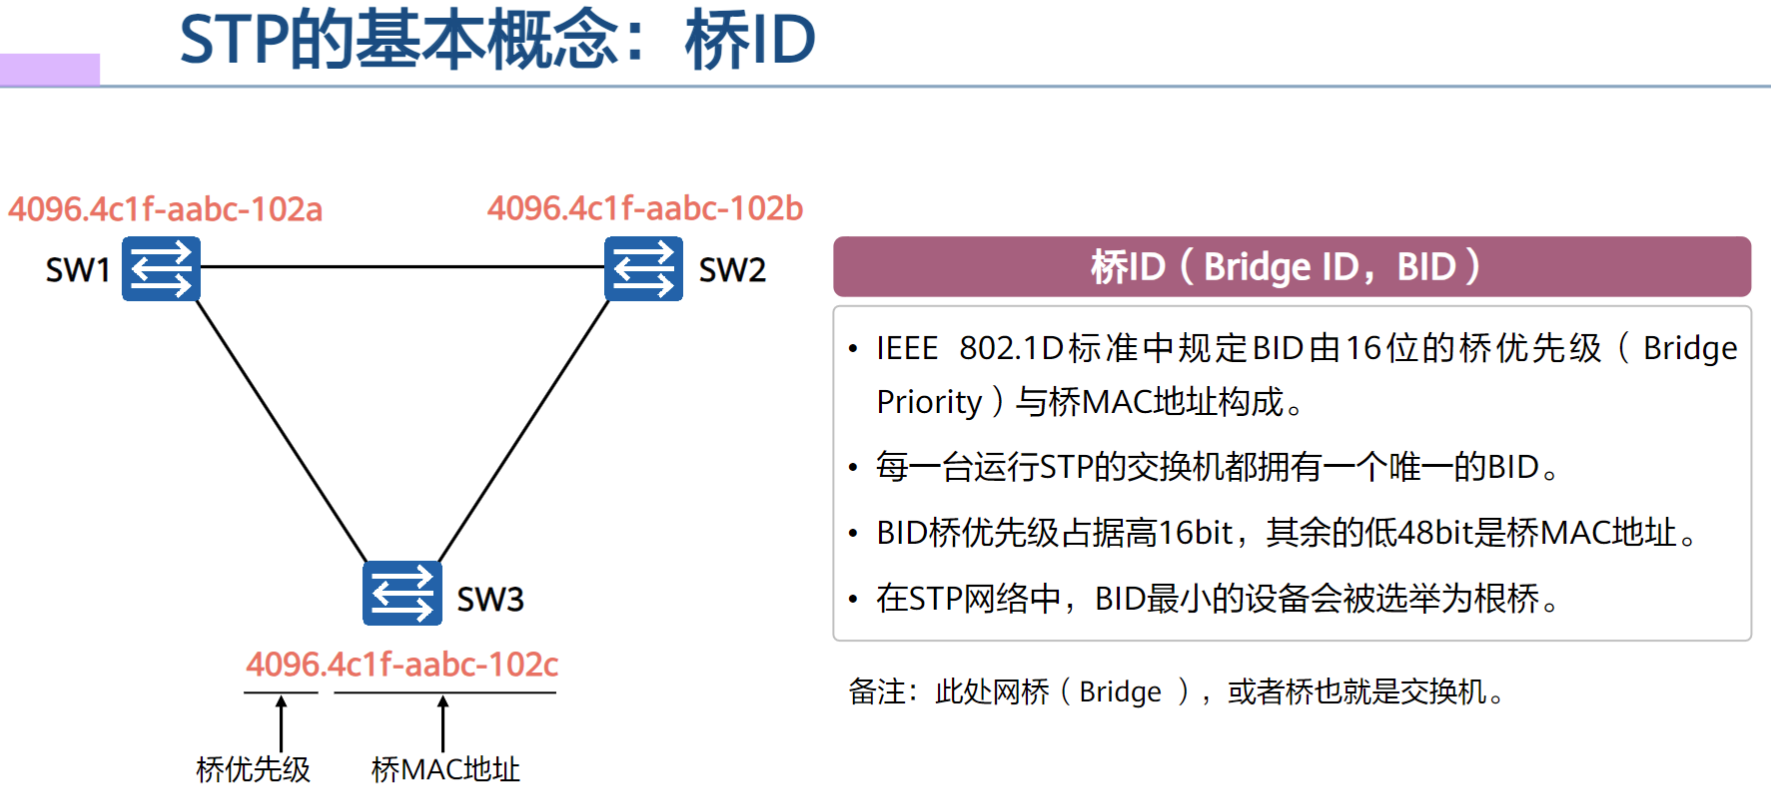 STP的基本概念：桥ID
4096.4c1f-aabc-102a
4096.4c1f-aabc-102b
SW1
SW2
SW3
4096.4c1f-aabc-102c
桥优先级
桥MAC地址
桥ID（Bridge ID，BID）
• IEEE 802.1D标准中规定BID由16位的桥优先级（Bridge
Priority）与桥MAC地址构成。
• 每一台运行STP的交换机都拥有一个唯一的BID。
• BID桥优先级占据高16bit，其余的低48bit是桥MAC地址。
• 在STP网络中，BID最小的设备会被选举为根桥。
备注：此处网桥（Bridge ），或者桥也就是交换机。